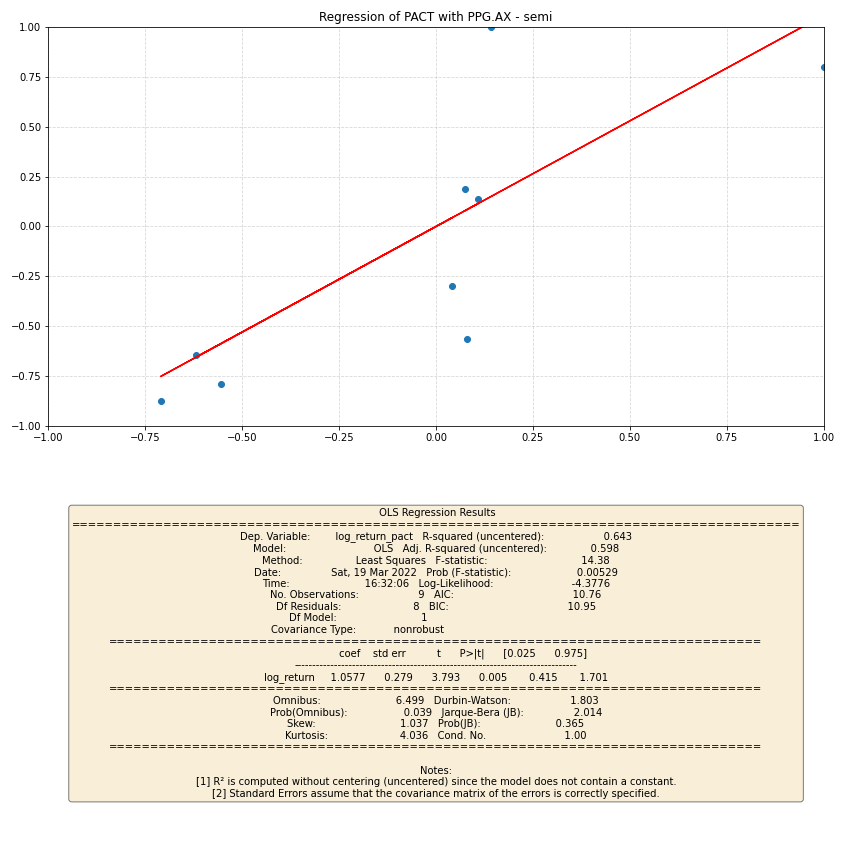 Regression of PACT with PPG.AX - semi
1.00
0.75
0.50
0.25
0.00
−0.25
−0.50
−0.75
−1.00
−1.00 −0.75 −0.50 −0.25 0.00 0.25 0.50 0.75 1.00
OLS Regression Results
==============================================================================
Dep. Variable: log_return_pact R-squared (uncentered): 0.643
Model: OLS Adj. R-squared (uncentered): 0.598
Method: Least Squares F-statistic: 14.38
Date: Sat, 19 Mar 2022 Prob (F-statistic): 0.00529
Time: 16:32:06 Log-Likelihood: -4.3776
No. Observations: 9 AIC: 10.76
Df Residuals: 8 BIC: 10.95
Df Model: 1
Covariance Type: nonrobust
==============================================================================
coef std err t P>|t| [0.025 0.975]
------------------------------------------------------------------------------
log_return 1.0577 0.279 3.793 0.005 0.415 1.701
==============================================================================
Omnibus: 6.499 Durbin-Watson: 1.803
Prob(Omnibus): 0.039 Jarque-Bera (JB): 2.014
Skew: 1.037 Prob(JB): 0.365
Kurtosis: 4.036 Cond. No. 1.00
==============================================================================
Notes:
[1] R² is computed without centering (uncentered) since the model does not contain a constant.
[2] Standard Errors assume that the covariance matrix of the errors is correctly specified.